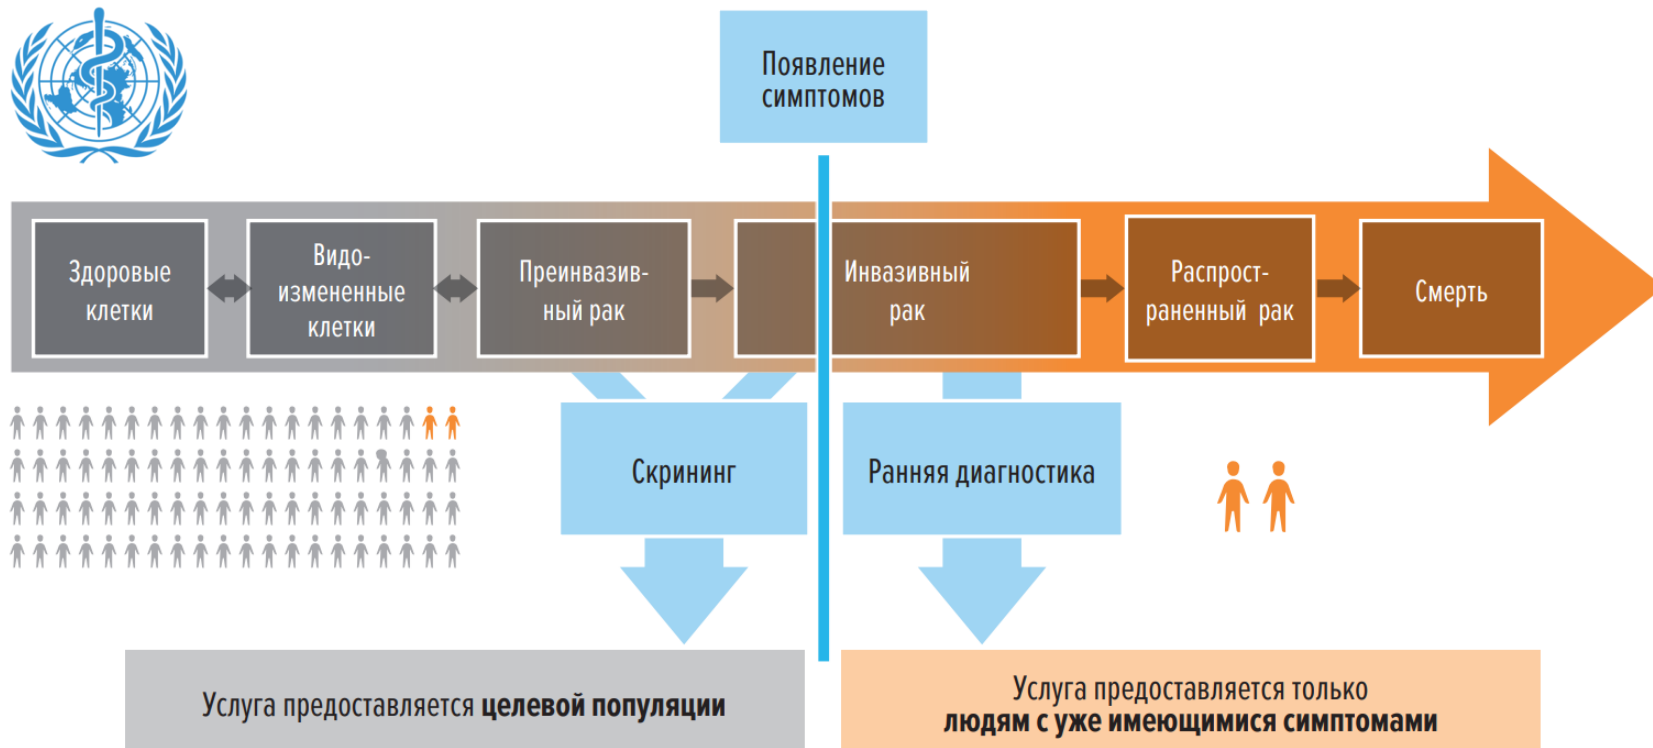 Появление
симптомов
Здоровые
клетки
Видо-
измененные
клетки
Преинвазив-
ный рак
Инвазивный
рак
Распрост-
раненный рак
Смерть
Скрининг
Ранняя диагностика
Услуга предоставляется целевой популяции
Услуга предоставляется только
людям с уже имеющимися симптомами